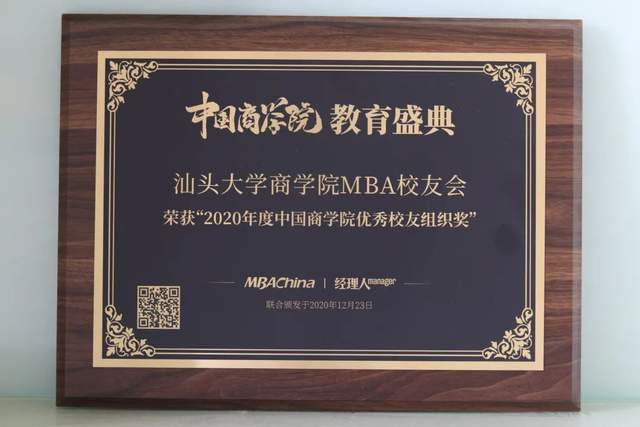 中国商学院 教育盛典
汕头大学商学院MBA校友会
荣获“2020年度中国商学院优秀校友组织奖”
MBAChina | 经理人manager
联合颁发于2020年12月23日